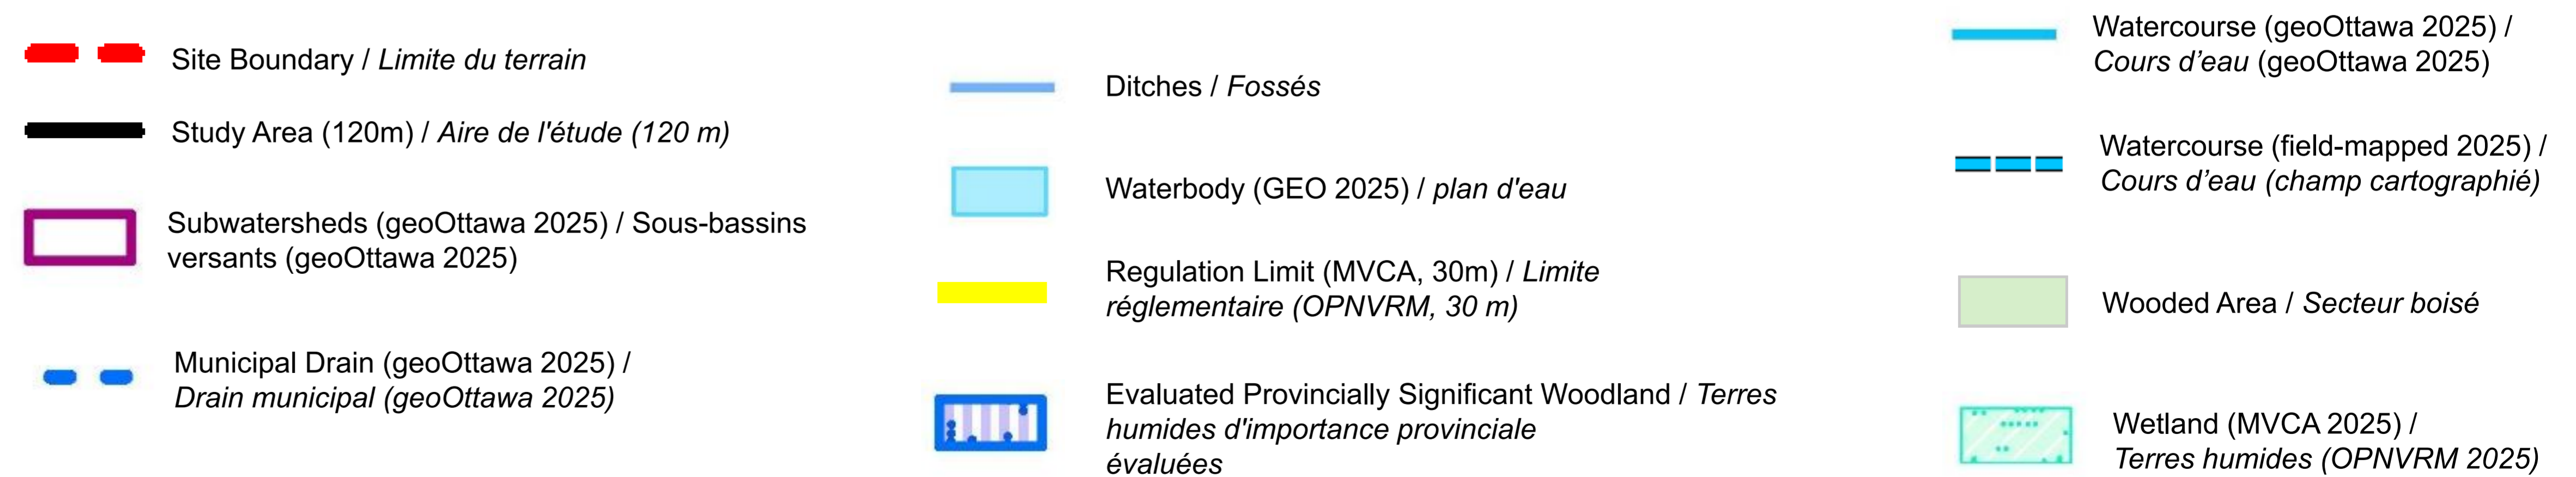 Site Boundary / Limite du terrain
Study Area (120m) / Aire de l'étude (120 m)
Subwatersheds (geoOttawa 2025) / Sous-bassins
versants (geoOttawa 2025)
Municipal Drain (geoOttawa 2025) /
Drain municipal (geoOttawa 2025)
Ditches / Fossés
Waterbody (GEO 2025) / plan d'eau
Regulation Limit (MVCA, 30m) / Limite
réglementaire (OPNVRM, 30 m)
Evaluated Provincially Significant Woodland / Terres
humides d'importance provinciale
évaluées
Watercourse (geoOttawa 2025) /
Cours d’eau (geoOttawa 2025)
Watercourse (field-mapped 2025) /
Cours d’eau (champ cartographié)
Wooded Area / Secteur boisé
Wetland (MVCA 2025) /
Terres humides (OPNVRM 2025)